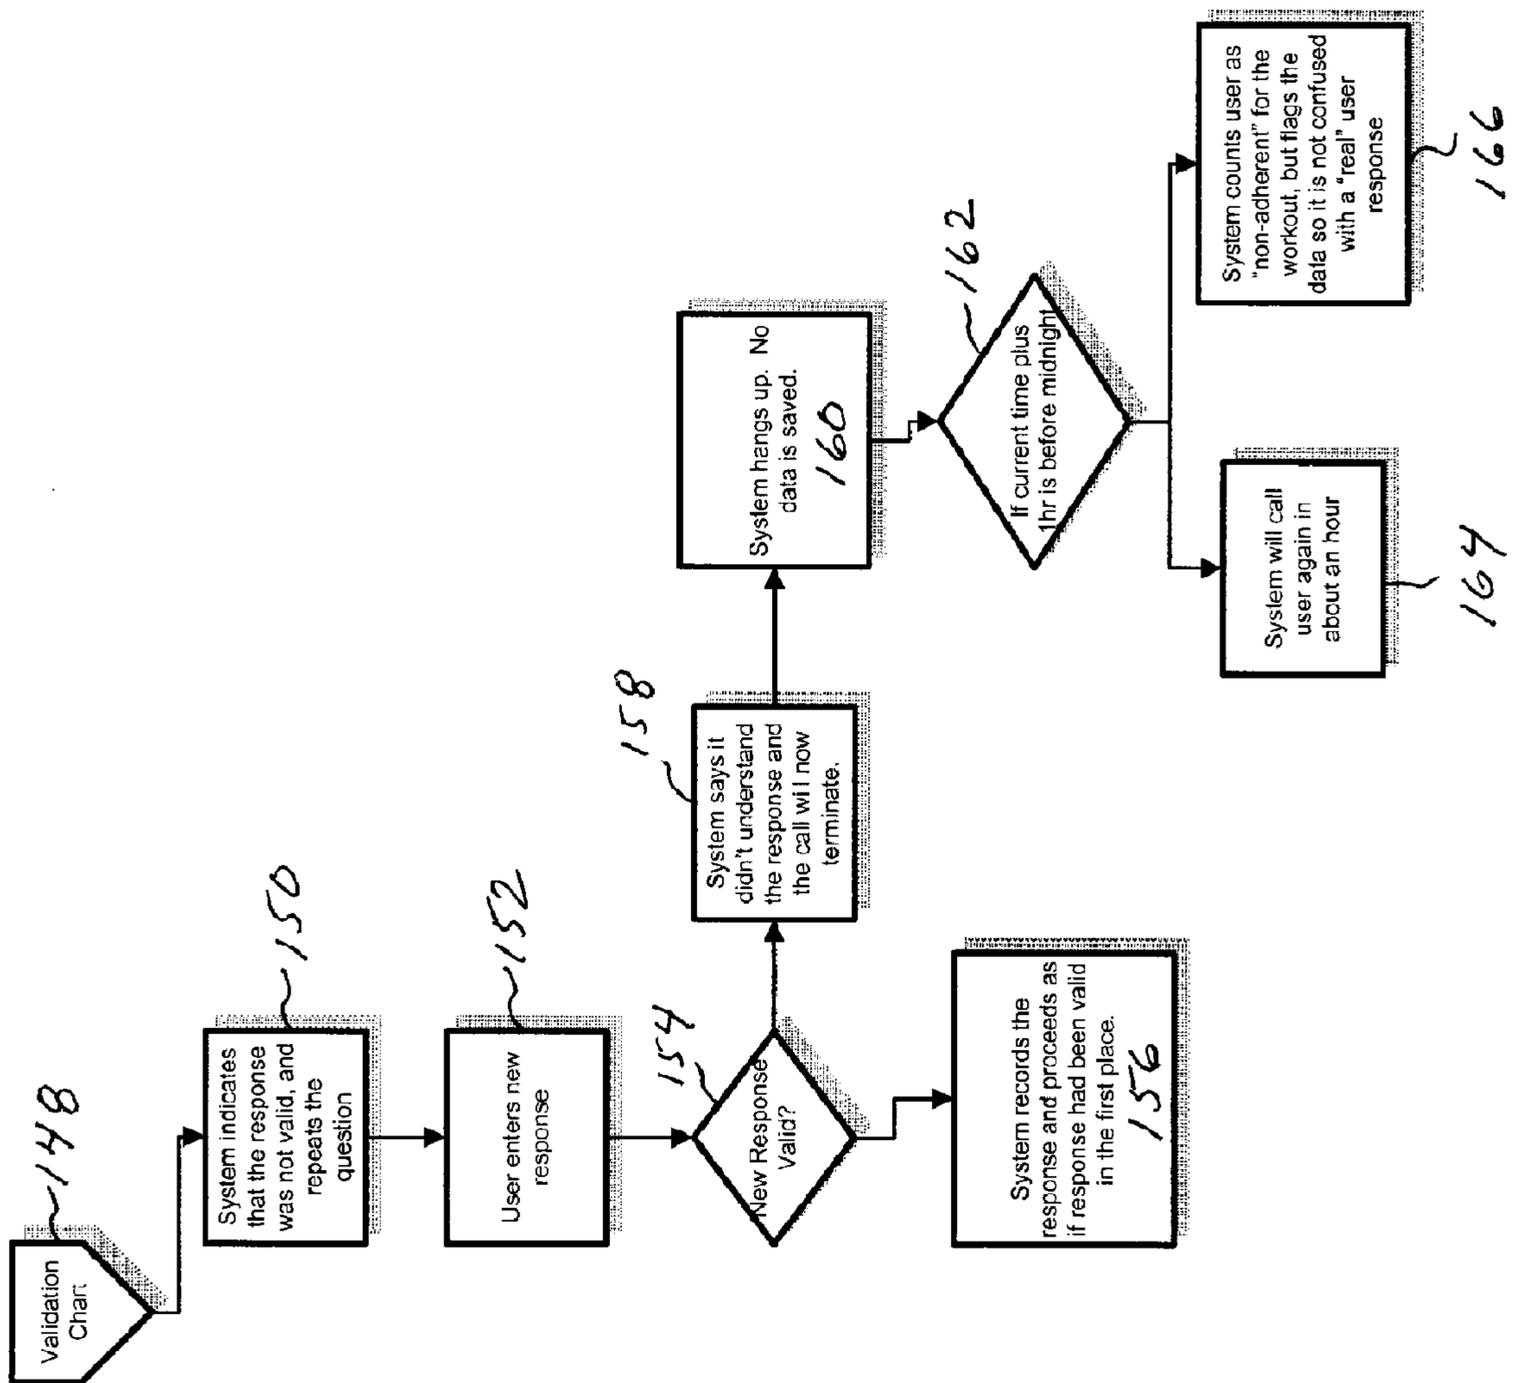 Validation
Chart
148
System indicates
that the response
was not valid, and
repeats the
question
150
User enters new
response
152
New Response
Valid?
154
System records the
response and proceeds as
if response had been valid
in the first place.
156
System says it
didn't understand
the response and
the call will now
terminate.
158
System hangs up. No
data is saved.
160
If current time plus
1hr is before midnight
162
System will call
user again in
about an hour
164
System counts user as
"non-adherent" for the
workout, but flags the
data so it is not confused
with a "real" user
response
166